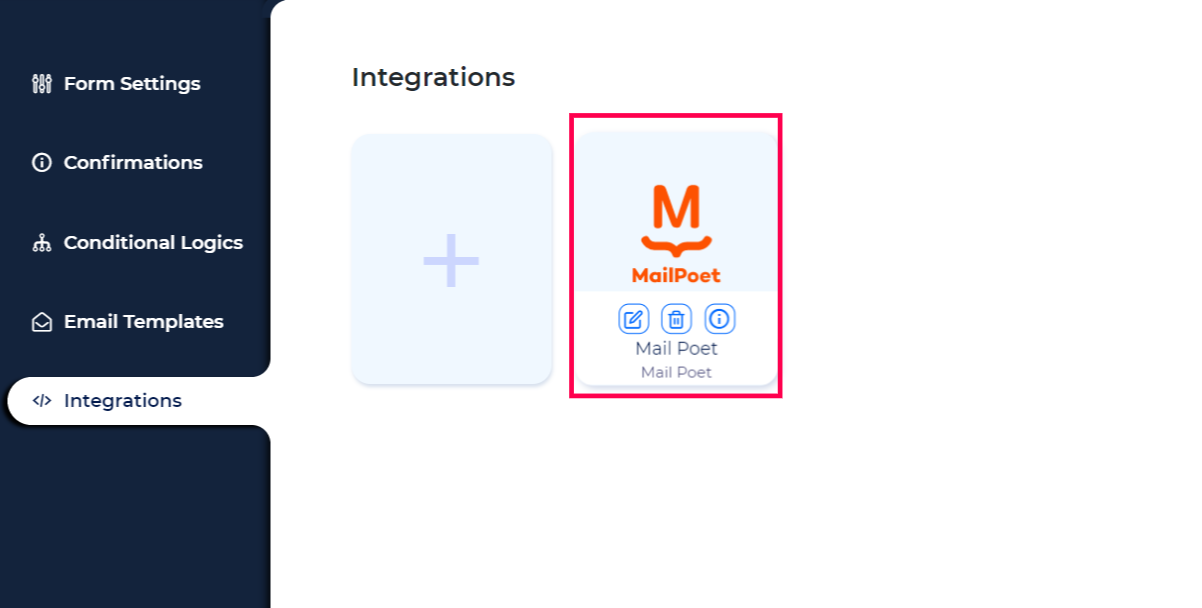 Form Settings
Confirmations
Conditional Logics
Email Templates
Integrations
Integrations
M
MailPoet
Mail Poet
Mail Poet